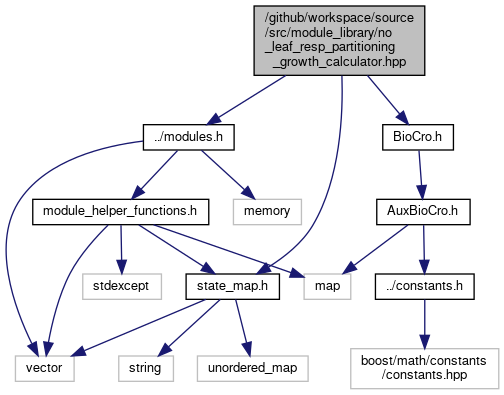 /github/workspace/source
/src/module_library/no
_leaf_resp_partitioning
_growth_calculator.hpp
../modules.h
BioCro.h
module_helper_functions.h
memory
AuxBioCro.h
stdexcept
state_map.h
map
../constants.h
vector
string
unordered_map
boost/math/constants
/constants.hpp